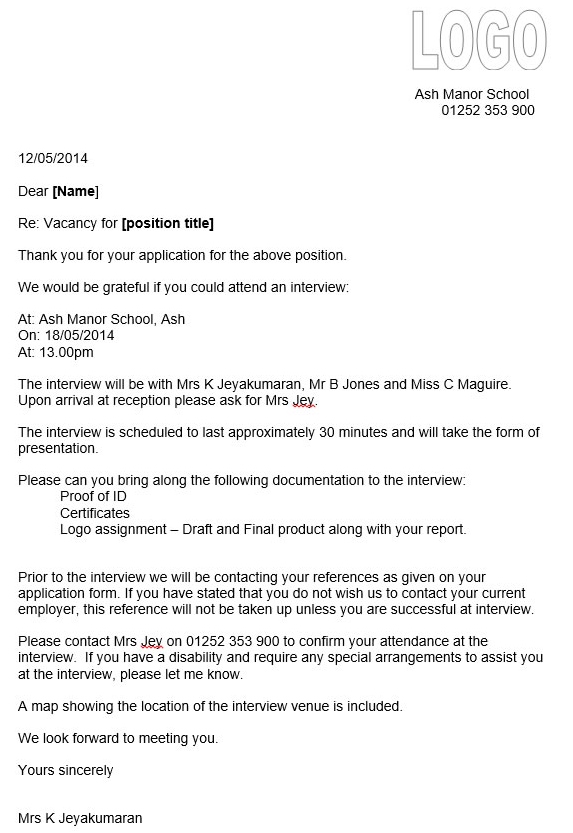 LOGO
Ash Manor School
01252 353 900
12/05/2014
Dear [Name]
Re: Vacancy for [position title]
Thank you for your application for the above position.
We would be grateful if you could attend an interview:
At: Ash Manor School, Ash
On: 18/05/2014
At: 13.00pm
The interview will be with Mrs K Jeyakumaran, Mr B Jones and Miss C Maguire.
Upon arrival at reception please ask for Mrs Jey.
The interview is scheduled to last approximately 30 minutes and will take the form of
presentation.
Please can you bring along the following documentation to the interview:
Proof of ID
Certificates
Logo assignment – Draft and Final product along with your report.
Prior to the interview we will be contacting your references as given on your
application form. If you have stated that you do not wish us to contact your current
employer, this reference will not be taken up unless you are successful at interview.
Please contact Mrs Jey on 01252 353 900 to confirm your attendance at the
interview.  If you have a disability and require any special arrangements to assist you
at the interview, please let me know.
A map showing the location of the interview venue is included.
We look forward to meeting you.
Yours sincerely
Mrs K Jeyakumaran